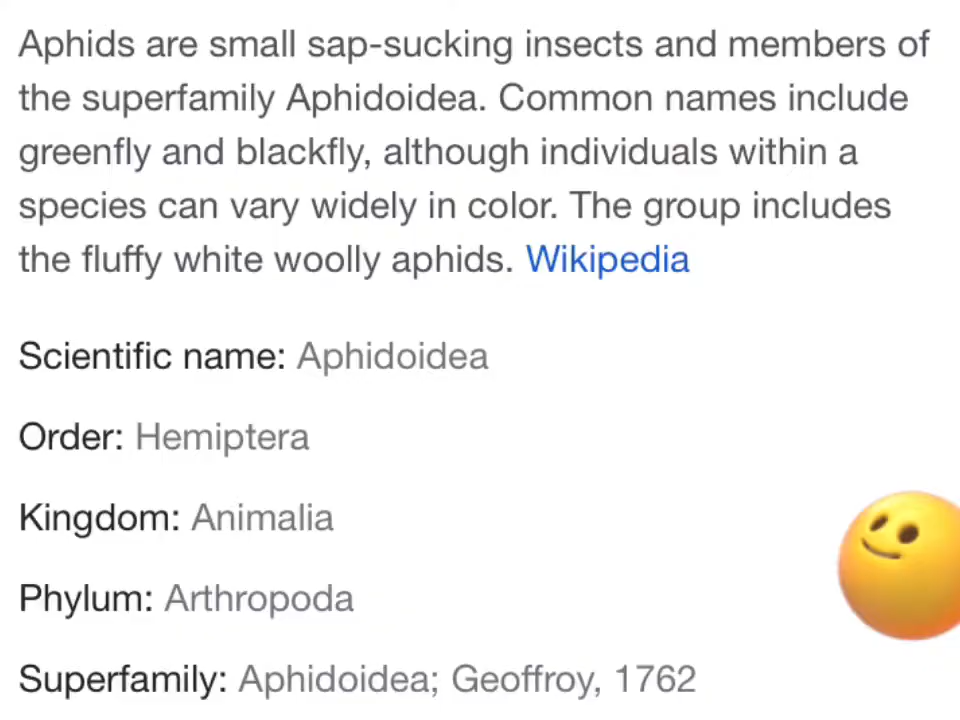 Aphids are small sap-sucking insects and members of
the superfamily Aphidoidea. Common names include
greenfly and blackfly, although individuals within a
species can vary widely in color. The group includes
the fluffy white woolly aphids. Wikipedia
Scientific name: Aphidoidea
Order: Hemiptera
Kingdom: Animalia
Phylum: Arthropoda
Superfamily: Aphidoidea; Geoffroy, 1762